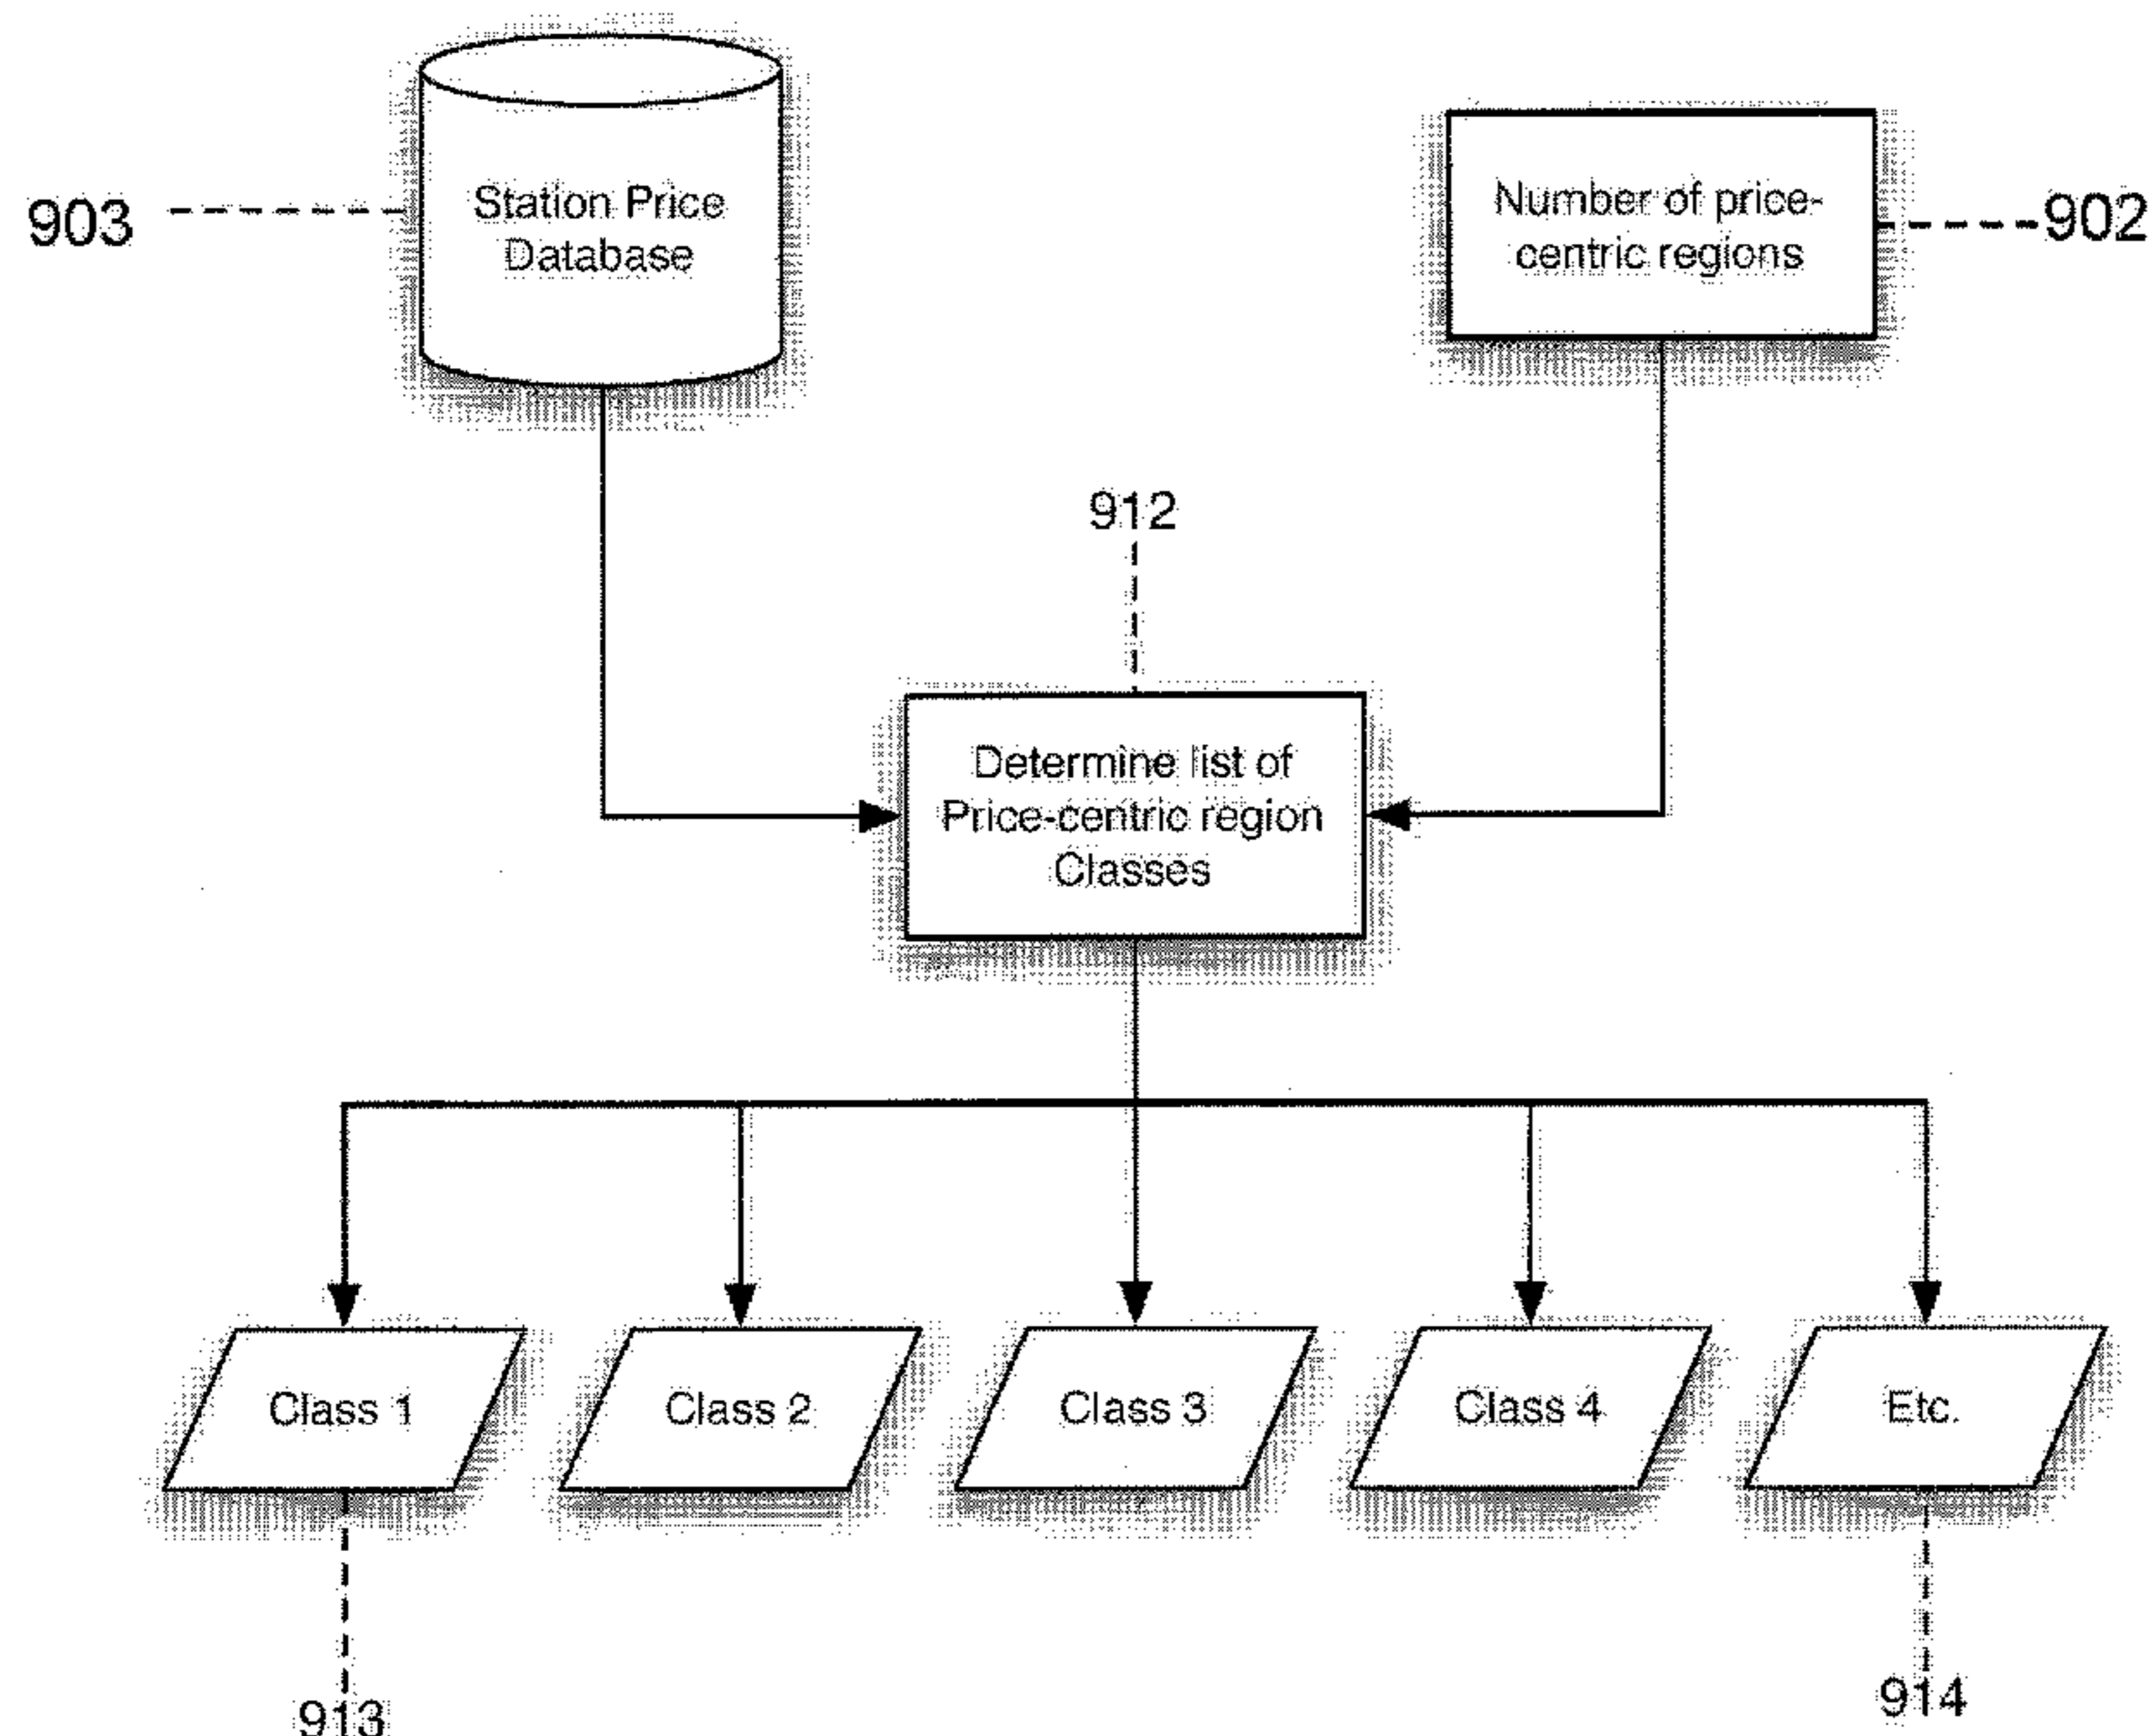 903
Station Price
Database
Number of price-
centric regions
902
912
Determine list of
Price-centric region
Classes
Class 1
Class 2
Class 3
Class 4
Etc.
913
914